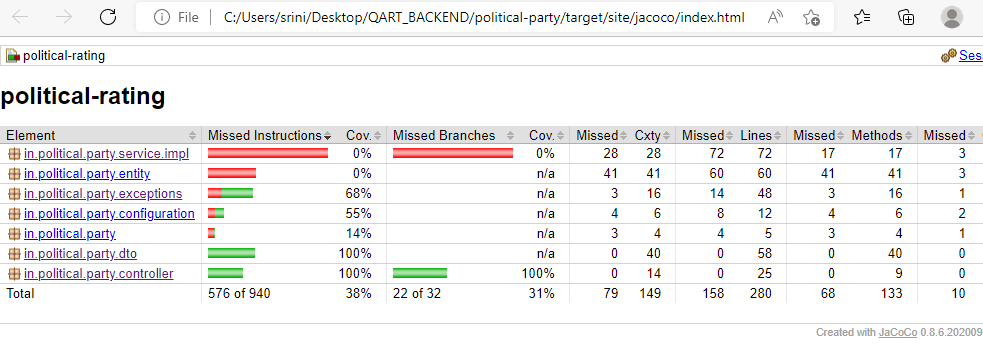 C:/Users/srini/Desktop/QART_BACKEND/political-party/target/site/jacoco/index.html
political-rating Ses
political-rating
Element Missed Instructions Cov. Missed Branches Cov. Missed Cxty Missed Lines Missed Methods Missed
in.political.party.service.impl 0% 0% 28 28 72 72 17 17 3
in.political.party.entity 0% n/a 41 41 60 60 41 41 3
in.political.party.exceptions 68% n/a 3 16 14 48 3 16 1
in.political.party.configuration 55% n/a 4 6 8 12 4 6 2
in.political.party 14% n/a 3 4 4 5 3 4 1
in.political.party.dto 100% n/a 0 40 0 58 0 40 0
in.political.party.controller 100% 100% 0 14 0 25 0 9 0
Total 576 of 940 38% 22 of 32 31% 79 149 158 280 68 133 10
Created with JaCoCo 0.8.6.202009